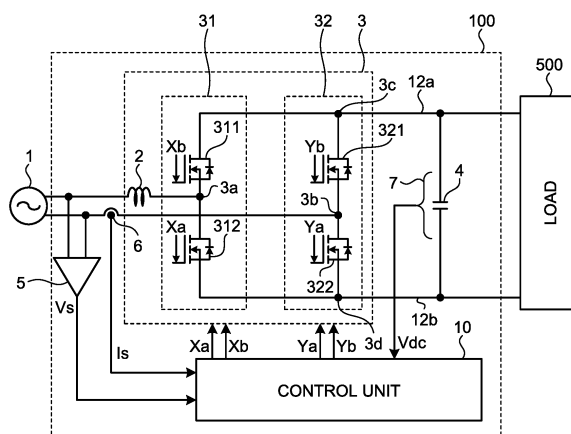 31 32 3 100
500
3c 12a
311 321
Xb Yb
1 2 7 4
3a 3b
LOAD
Xa 312 Ya
6
5 322
Vs
12b
3d
Xa Xb Ya Yb Vdc 10
Is
CONTROL UNIT